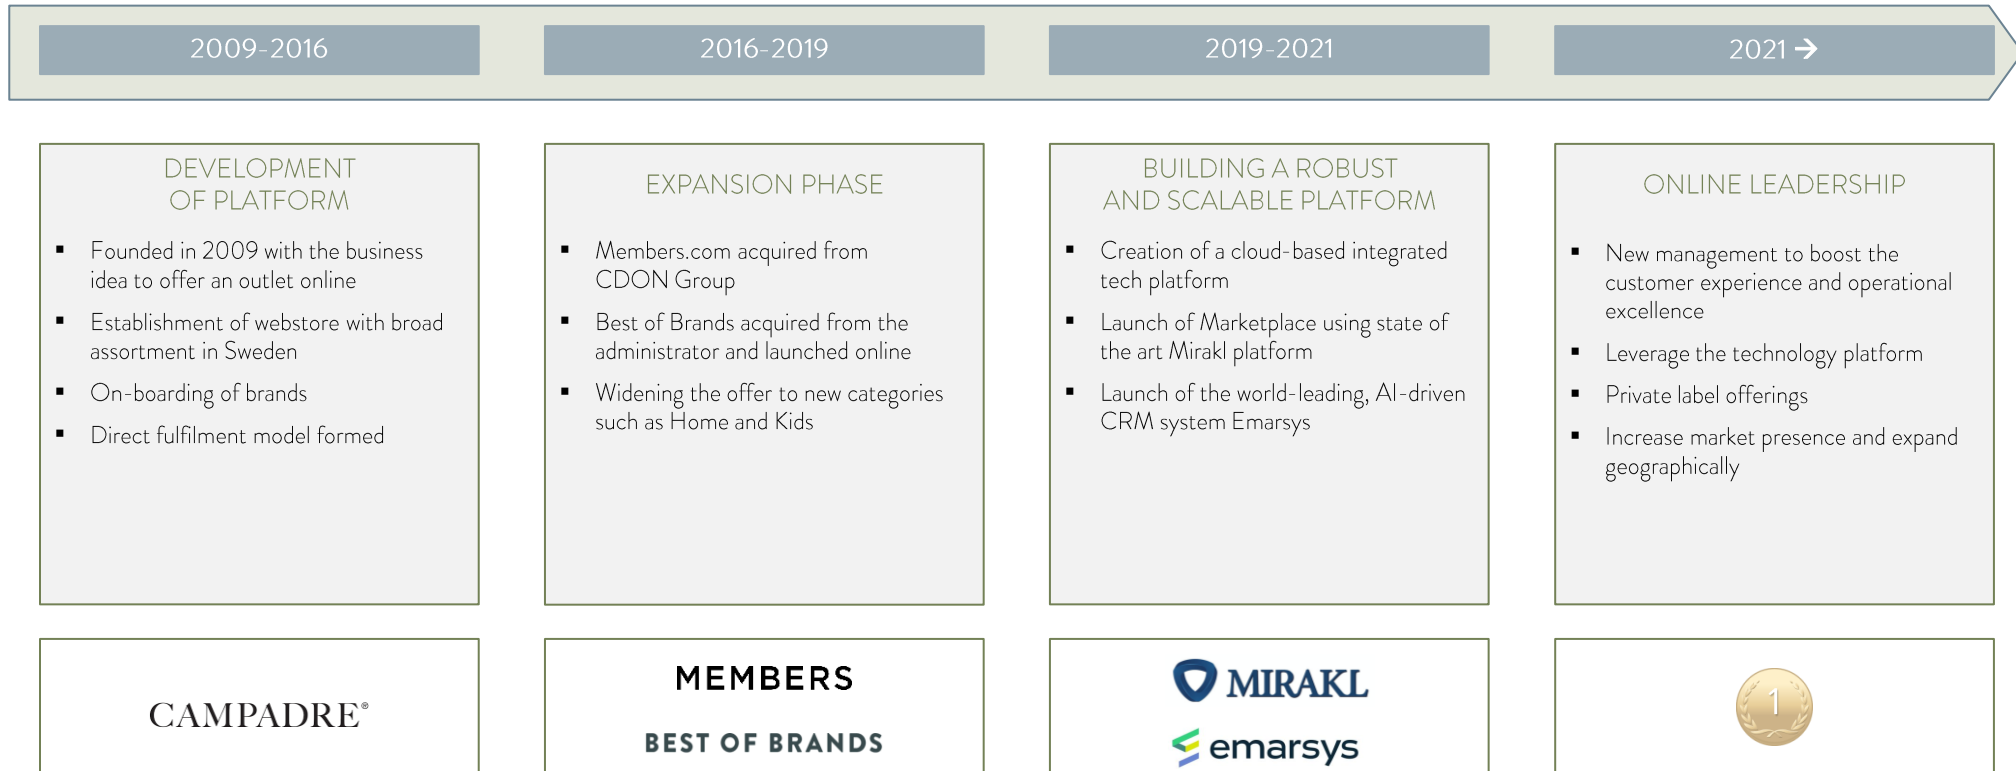 2009-2016
2016-2019
2019-2021
2021 →
DEVELOPMENT
OF PLATFORM
▪ Founded in 2009 with the business
idea to offer an outlet online
▪ Establishment of webstore with broad
assortment in Sweden
▪ On-boarding of brands
▪ Direct fulfilment model formed
EXPANSION PHASE
▪ Members.com acquired from
CDON Group
▪ Best of Brands acquired from the
administrator and launched online
▪ Widening the offer to new categories
such as Home and Kids
BUILDING A ROBUST
AND SCALABLE PLATFORM
▪ Creation of a cloud-based integrated
tech platform
▪ Launch of Marketplace using state of
the art Mirakl platform
▪ Launch of the world-leading, AI-driven
CRM system Emarsys
ONLINE LEADERSHIP
▪ New management to boost the
customer experience and operational
excellence
▪ Leverage the technology platform
▪ Private label offerings
▪ Increase market presence and expand
geographically
CAMPADRE®
MEMBERS
BEST OF BRANDS
MIRAKL
emarsys
1